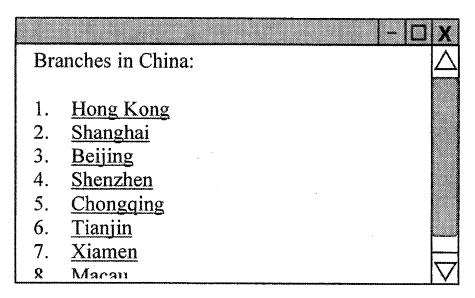 Branches in China:
1. Hong Kong
2. Shanghai
3. Beijing
4. Shenzhen
5. Chongqing
6. Tianjin
7. Xiamen
8 Macau